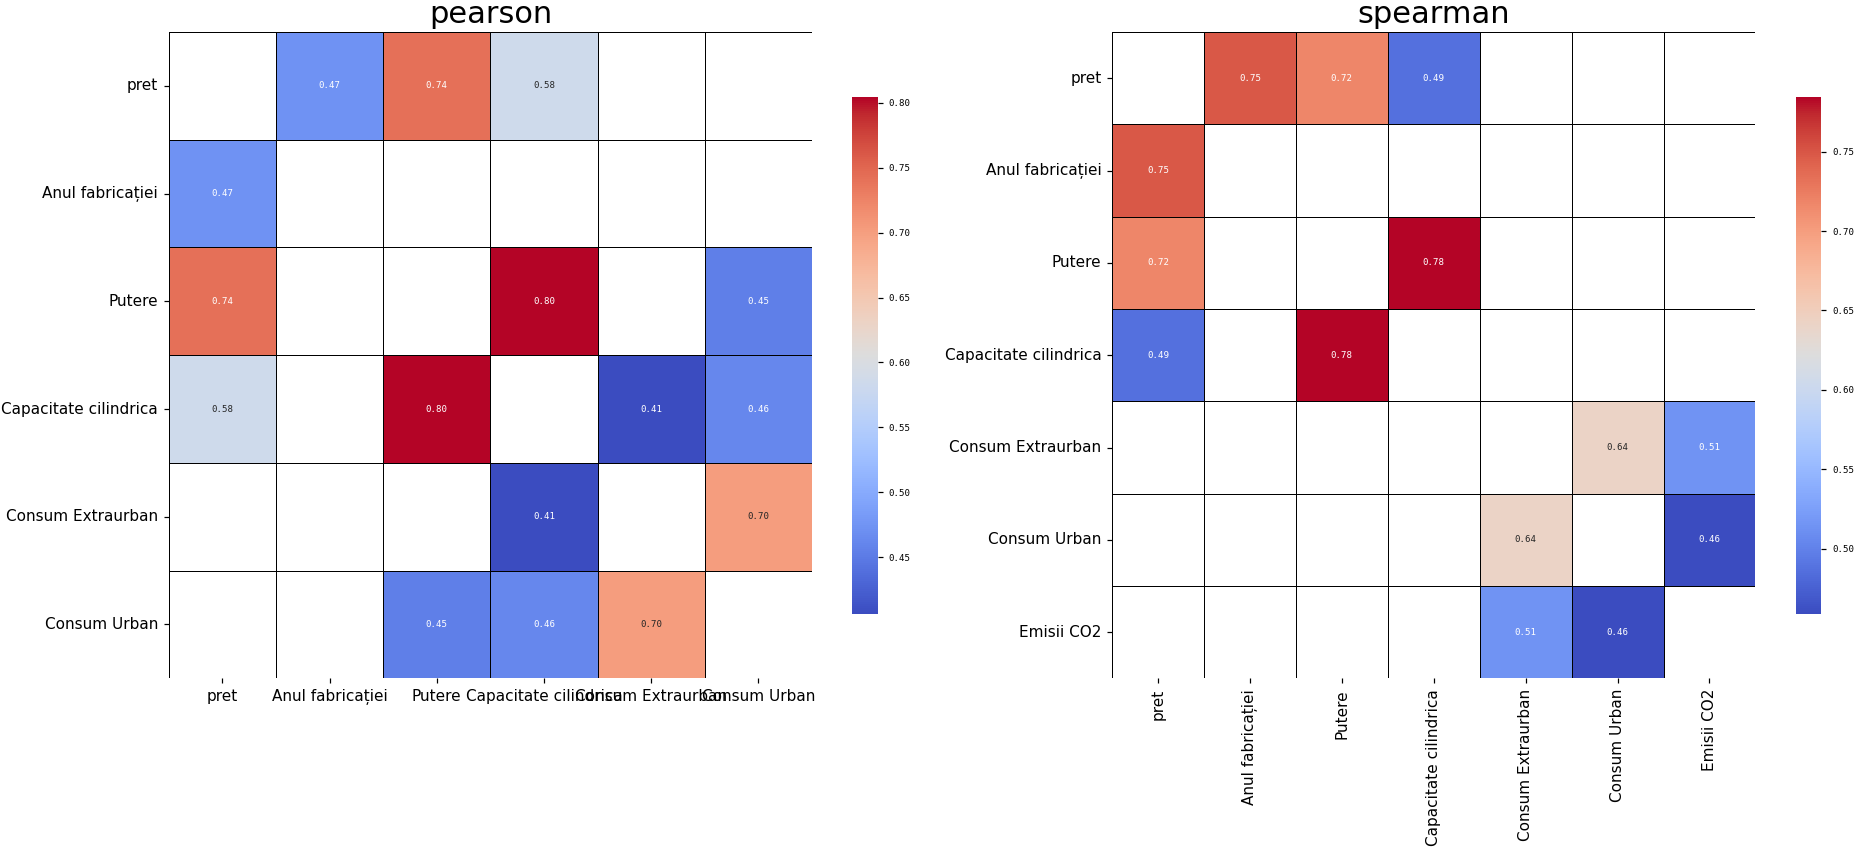 pearson
pret 0.47 0.74 0.58
Anul fabricației 0.47
Putere 0.74 0.80 0.45
Capacitate cilindrica 0.58 0.80 0.41 0.46
Consum Extraurban 0.41 0.70
Consum Urban 0.45 0.46 0.70
pret Anul fabricației Putere Capacitate cilindrica Consum Extraurban Consum Urban
0.80
0.75
0.70
0.65
0.60
0.55
0.50
0.45
spearman
pret 0.75 0.72 0.49
Anul fabricației 0.75
Putere 0.72 0.78
Capacitate cilindrica 0.49 0.78
Consum Extraurban 0.64 0.51
Consum Urban 0.64 0.46
Emisii CO2 0.51 0.46
pret
Anul fabricației
Putere
Capacitate cilindrica
Consum Extraurban
Consum Urban
Emisii CO2
0.75
0.70
0.65
0.60
0.55
0.50